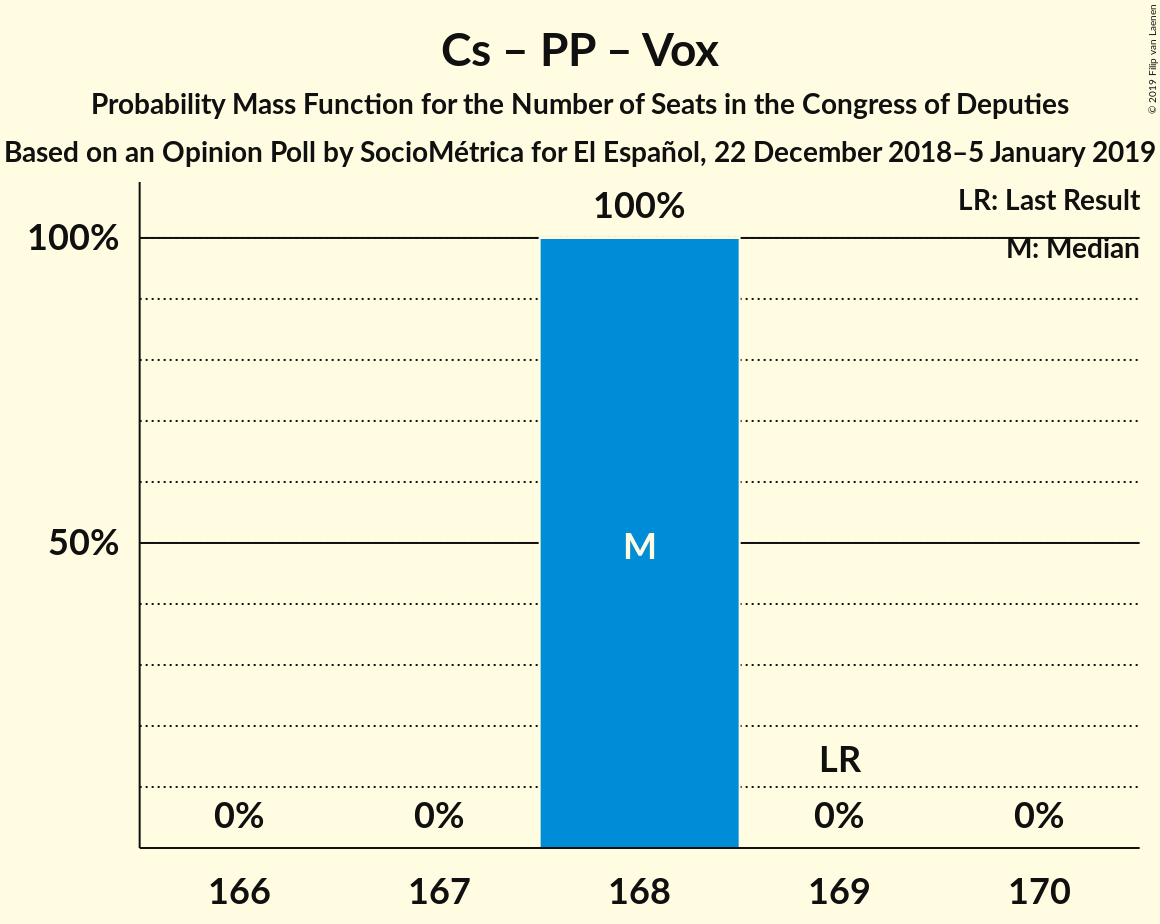 Cs – PP – Vox
Probability Mass Function for the Number of Seats in the Congress of Deputies
Based on an Opinion Poll by SocioMétrica for El Español, 22 December 2018–5 January 2019
© 2019 Filip van Laenen
LR: Last Result
M: Median
100%
100%
50%
M
LR
0%
0%
0%
0%
166
167
168
169
170